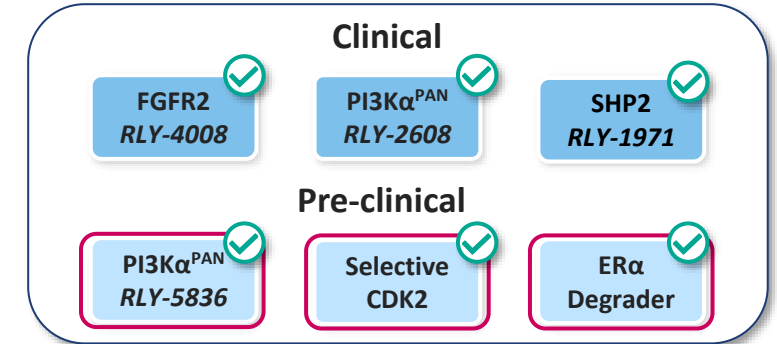 Clinical
FGFR2
RLY-4008
PI3Kα^PAN
RLY-2608
SHP2
RLY-1971
Pre-clinical
PI3Kα^PAN
RLY-5836
Selective
CDK2
ERα
Degrader